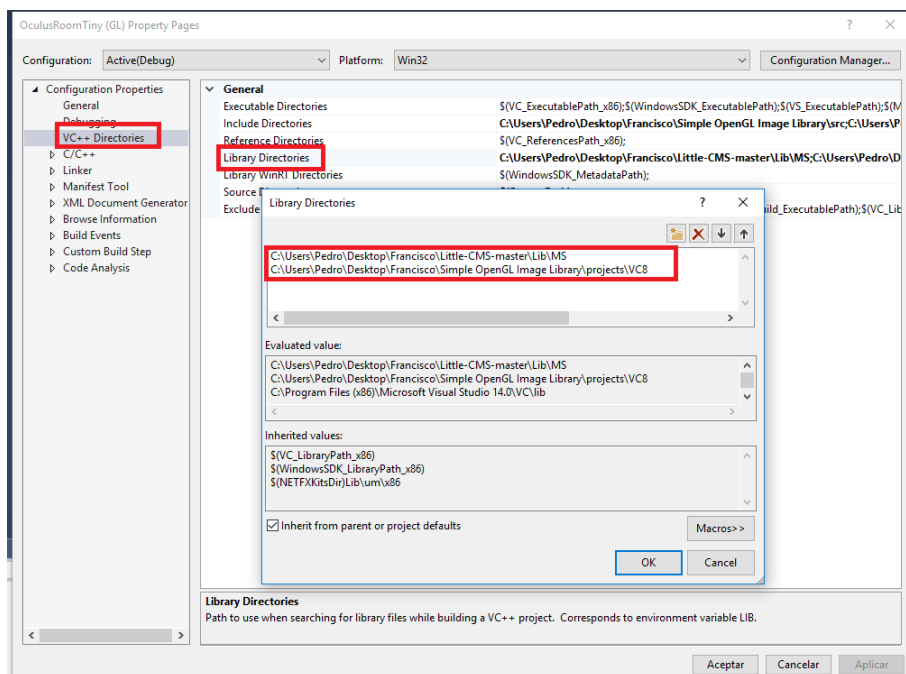 OculusRoomTiny (GL) Property Pages
Configuration: Active(Debug) Platform: Win32 Configuration Manager...
Configuration Properties
General
Debugging
VC++ Directories
C/C++
Linker
Manifest Tool
XML Document Generator
Browse Information
Build Events
Custom Build Step
Code Analysis
General
Executable Directories $(VC_ExecutablePath_x86);$(WindowsSDK_ExecutablePath);$(VS_ExecutablePath);$(M
Include Directories C:\Users\Pedro\Desktop\Francisco\Simple OpenGL Image Library\src;C:\Users\P
Reference Directories $(VC_ReferencesPath_x86);
Library Directories C:\Users\Pedro\Desktop\Francisco\Little-CMS-master\Lib\MS;C:\Users\Pedro\D
Library WinRT Directories $(WindowsSDK_MetadataPath);
Source
Exclude ild_ExecutablePath);$(VC_Lib
Library Directories
C:\Users\Pedro\Desktop\Francisco\Little-CMS-master\Lib\MS
C:\Users\Pedro\Desktop\Francisco\Simple OpenGL Image Library\projects\VC8
Evaluated value:
C:\Users\Pedro\Desktop\Francisco\Little-CMS-master\Lib\MS
C:\Users\Pedro\Desktop\Francisco\Simple OpenGL Image Library\projects\VC8
C:\Program Files (x86)\Microsoft Visual Studio 14.0\VC\lib
Inherited values:
$(VC_LibraryPath_x86)
$(WindowsSDK_LibraryPath_x86)
$(NETFXKitsDir)Lib\um\x86
Inherit from parent or project defaults
Macros>>
OK Cancel
Library Directories
Path to use when searching for library files while building a VC++ project. Corresponds to environment variable LIB.
Aceptar Cancelar Aplicar